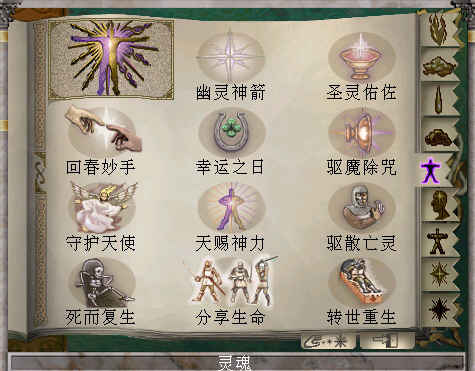 幽灵神箭 圣灵佑佐
回春妙手 幸运之日 驱魔除咒
守护天使 天赐神力 驱散亡灵
死而复生 分享生命 转世重生
灵魂